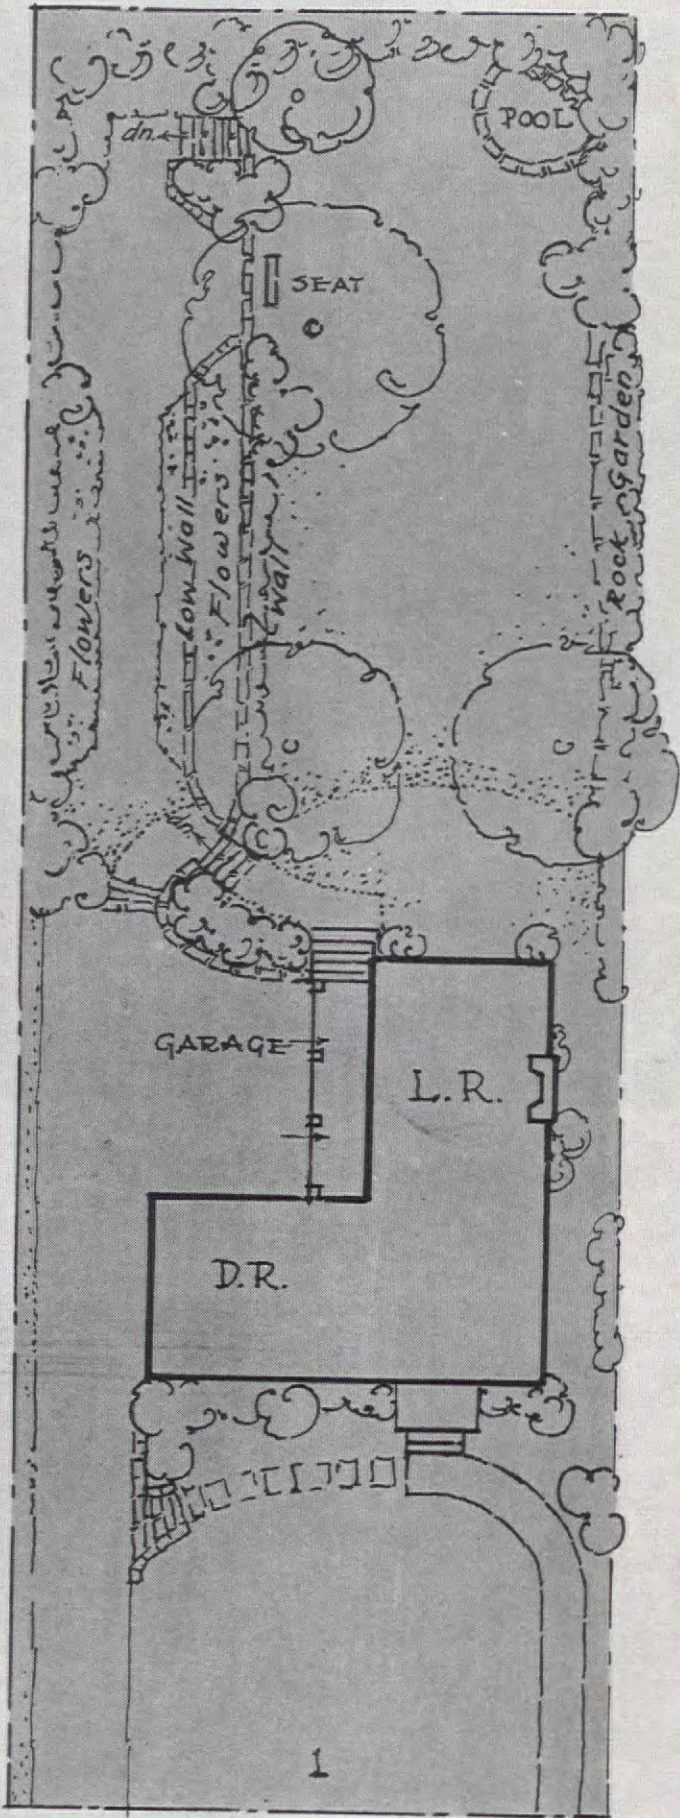 dn.
POOL
SEAT
Rock Garden
Flowers
Low Wall
Flowers
Wall
GARAGE
L.R.
D.R.
1